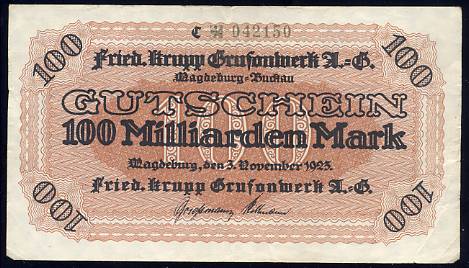 C ✻ 042150
100 100
Fried. Krupp Grusonwerk A.-G.
Magdeburg-Buckau
GUTSCHEIN
100 Milliarden Mark
100
Magdeburg, den 3. November 1923.
Fried. Krupp Grusonwerk A.-G.
100 100